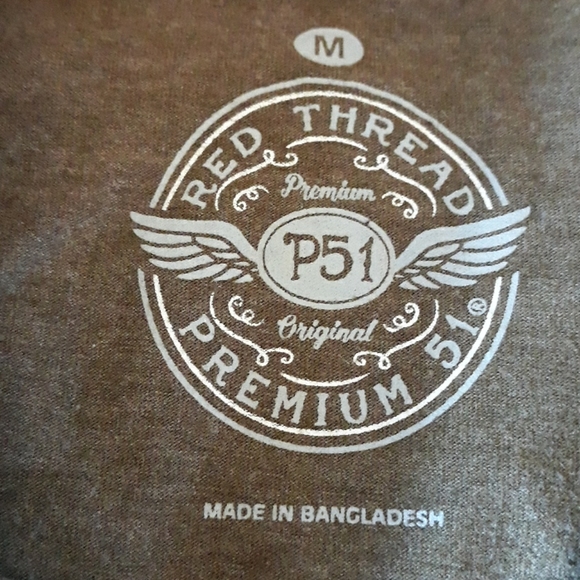 M
RED THREAD
Premium
P51
Original
PREMIUM 51®
MADE IN BANGLADESH